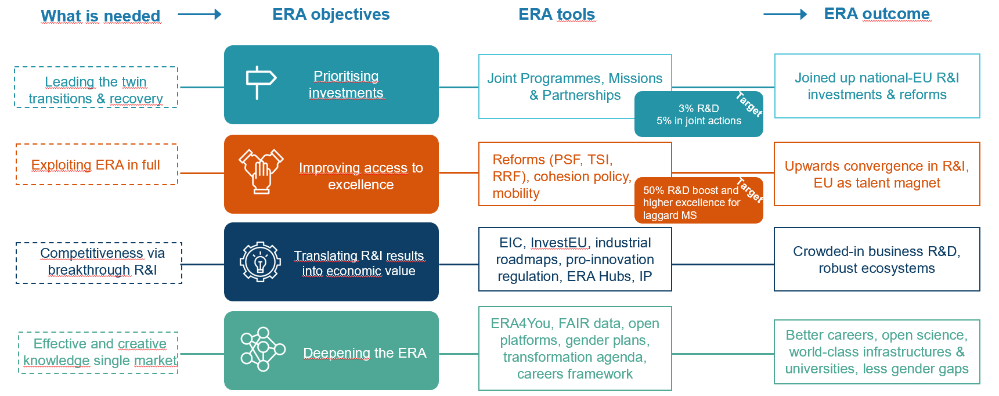 What is needed
ERA objectives
ERA tools
ERA outcome
Leading the twin
transitions & recovery
Prioritising
investments
Joint Programmes, Missions
& Partnerships
Target
3% R&D
5% in joint actions
Joined up national-EU R&I
investments & reforms
Exploiting ERA in full
Improving access to
excellence
Reforms (PSF, TSI,
RRF), cohesion policy,
mobility
Target
50% R&D boost and
higher excellence for
laggard MS
Upwards convergence in R&I,
EU as talent magnet
Competitiveness via
breakthrough R&I
Translating R&I results
into economic value
EIC, InvestEU, industrial
roadmaps, pro-innovation
regulation, ERA Hubs, IP
Crowded-in business R&D,
robust ecosystems
Effective and creative
knowledge single market
Deepening the ERA
ERA4You, FAIR data, open
platforms, gender plans,
transformation agenda,
careers framework
Better careers, open science,
world-class infrastructures &
universities, less gender gaps